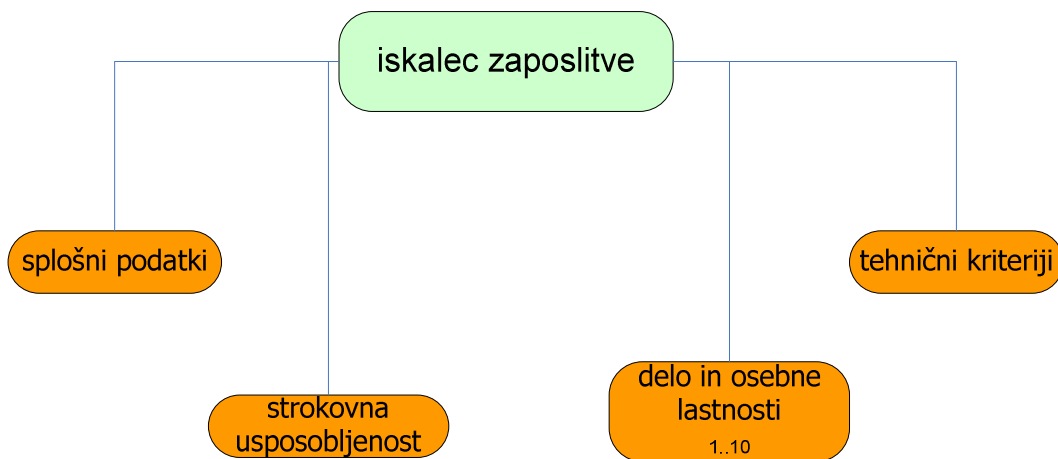 iskalec zaposlitve
splošni podatki
tehnični kriteriji
strokovna
usposobljenost
delo in osebne
lastnosti
1..10